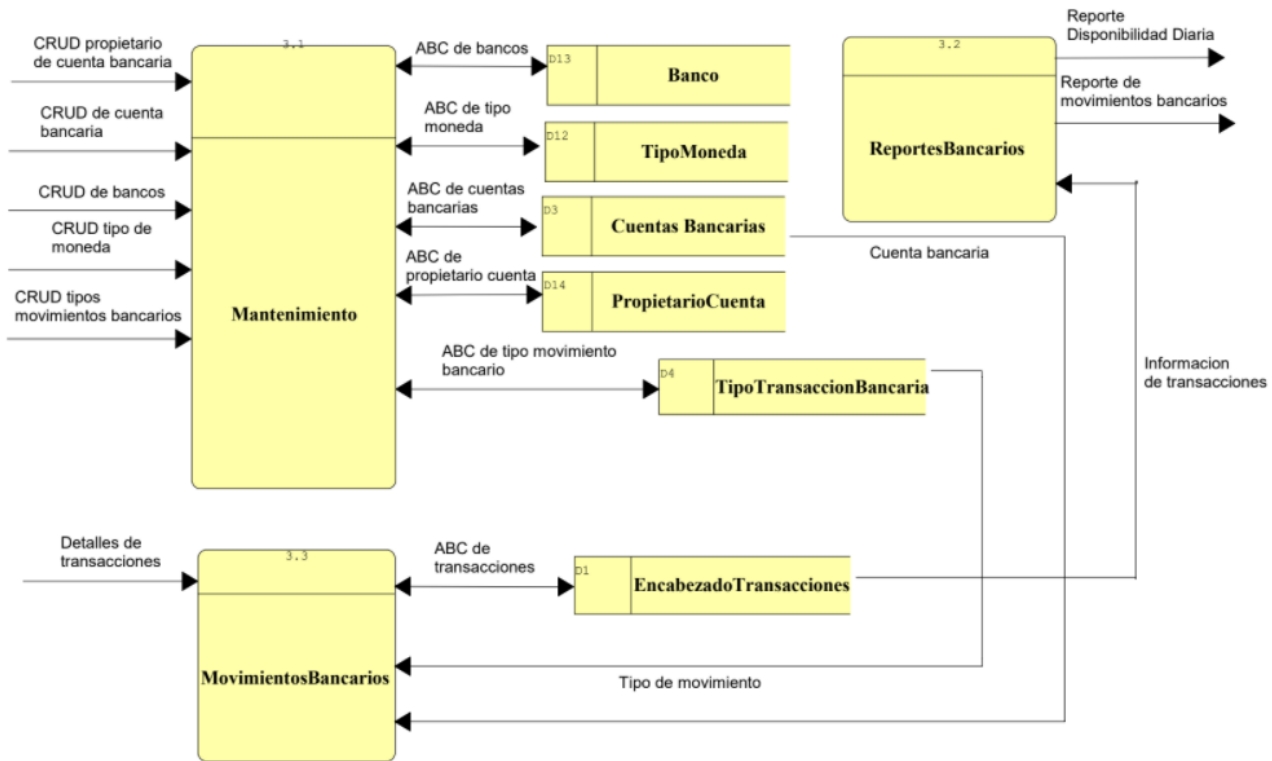 CRUD propietario
de cuenta bancaria
CRUD de cuenta
bancaria
CRUD de bancos
CRUD tipo de
moneda
CRUD tipos
movimientos bancarios
3.1
Mantenimiento
ABC de bancos
D13
Banco
ABC de tipo
moneda
D12
TipoMoneda
ABC de cuentas
bancarias
D3
Cuentas Bancarias
ABC de
propietario cuenta
D14
PropietarioCuenta
ABC de tipo movimiento
bancario
D4
TipoTransaccionBancaria
3.2
ReportesBancarios
Reporte
Disponibilidad Diaria
Reporte de
movimientos bancarios
Cuenta bancaria
Informacion
de transacciones
Detalles de
transacciones
3.3
MovimientosBancarios
ABC de
transacciones
D1
EncabezadoTransacciones
Tipo de movimiento